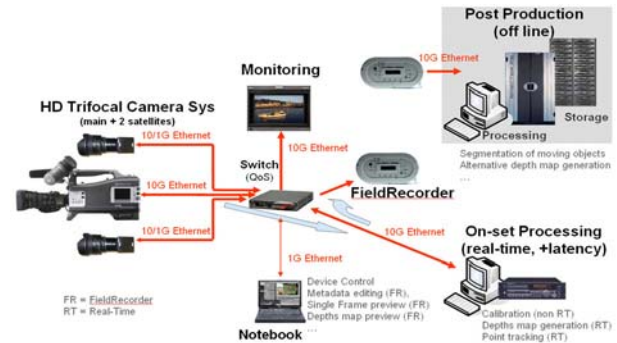 Post Production
(off line)
10G Ethernet
Monitoring
HD Trifocal Camera Sys
(main + 2 satellites)
Processing
Storage
10/1G Ethernet
10G Ethernet
Segmentation of moving objects
Alternative depth map generation
...
Switch
(QoS)
10G Ethernet
FieldRecorder
10/1G Ethernet
10G Ethernet
On-set Processing
(real-time, +latency)
1G Ethernet
FR = FieldRecorder
RT = Real-Time
Device Control
Metadata editing (FR),
Single Frame preview (FR)
Depths map preview (FR)
...
Notebook
Calibration (non RT)
Depths map generation (RT)
Point tracking (RT)